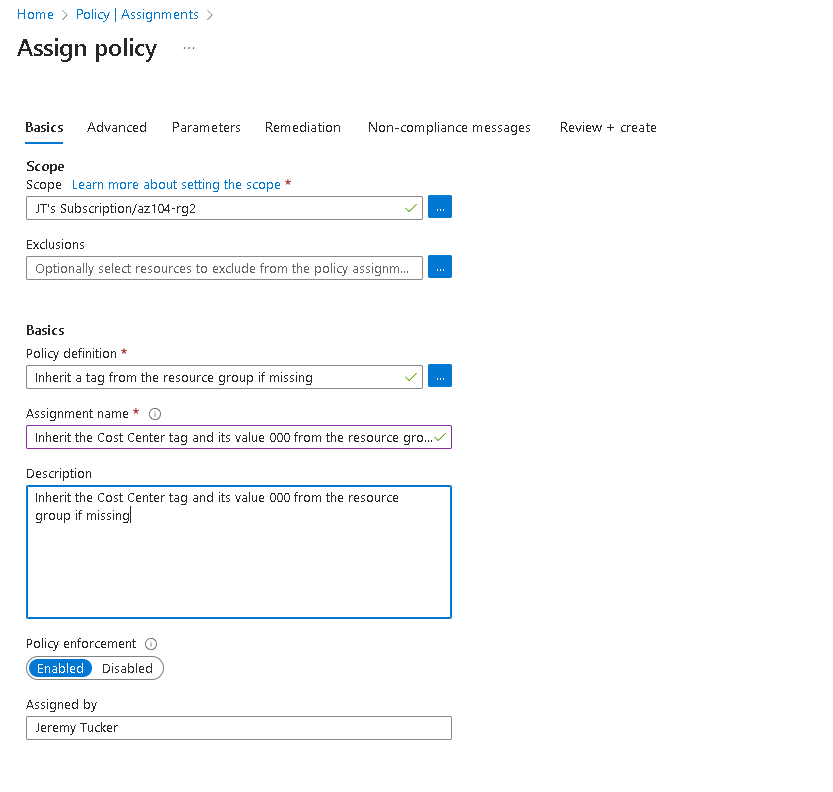 Home > Policy | Assignments >
Assign policy ...
Basics Advanced Parameters Remediation Non-compliance messages Review + create
Scope
Scope Learn more about setting the scope *
JT's Subscription/az104-rg2 ...
Exclusions
Optionally select resources to exclude from the policy assignm... ...
Basics
Policy definition *
Inherit a tag from the resource group if missing ...
Assignment name *
Inherit the Cost Center tag and its value 000 from the resource gro...
Description
Inherit the Cost Center tag and its value 000 from the resource
group if missing
Policy enforcement
Enabled Disabled
Assigned by
Jeremy Tucker